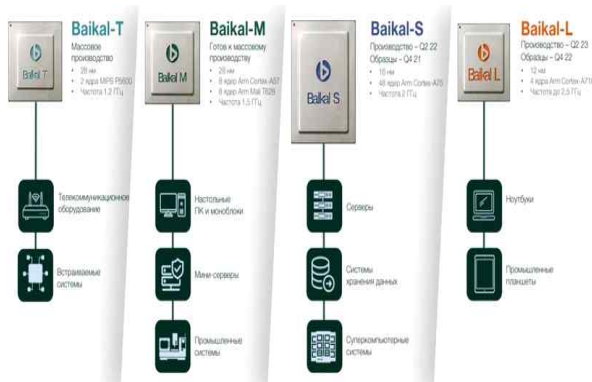 Baikal-T
Массовое
производство
• 28 нм
• 2 ядра MIPS P5600
• Частота 1,2 ГГц
Baikal T
Телекоммуникационное
оборудование
Встраиваемые
системы
Baikal-M
Готов к массовому
производству
• 28 нм
• 8 ядер Arm Cortex-A57
• 8 ядер Arm Mali T628
• Частота 1,5 ГГц
Baikal M
Настольные
ПК и моноблоки
Мини-серверы
Промышленные
системы
Baikal-S
Производство – Q2 22
Образцы – Q4 21
• 16 нм
• 48 ядер Arm Cortex-A75
• Частота 2 ГГц
Baikal S
Серверы
Системы
хранения данных
Суперкомпьютерные
системы
Baikal-L
Производство – Q2 23
Образцы – Q4 22
• 12 нм
• 4 ядра Arm
• Частота до 2,5 ГГц
Baikal L
Ноутбуки
Промышленные
планшеты